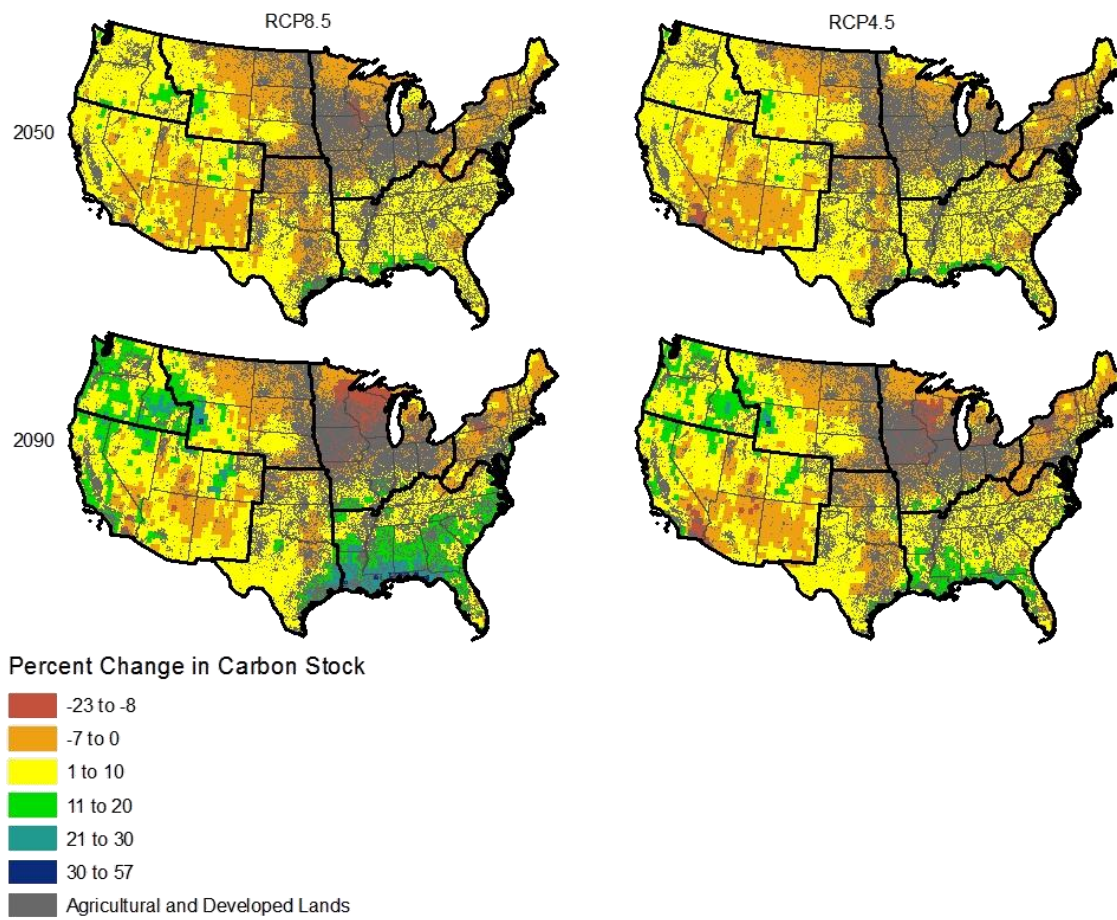 RCP8.5
RCP4.5
2050
2090
Percent Change in Carbon Stock
-23 to -8
-7 to 0
1 to 10
11 to 20
21 to 30
30 to 57
Agricultural and Developed Lands